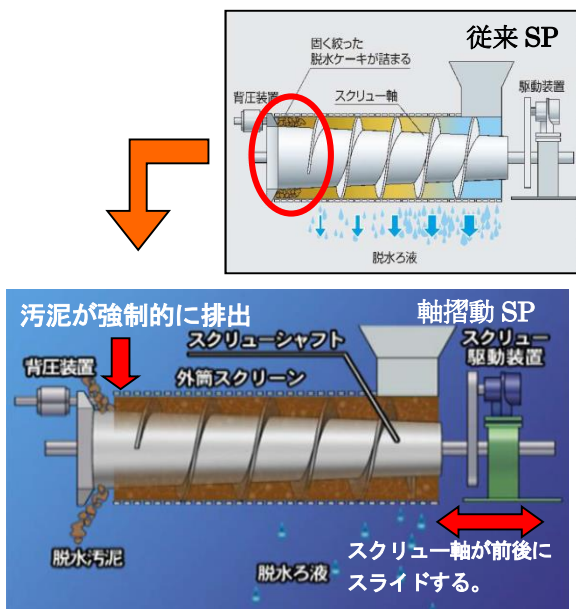 従来 SP
固く絞った
脱水ケーキが詰まる
背圧装置
スクリュー軸
駆動装置
脱水ろ液
汚泥が強制的に排出
軸摺動 SP
スクリューシャフト
スクリュー
駆動装置
背圧装置
外筒スクリーン
脱水汚泥
脱水ろ液
スクリュー軸が前後に
スライドする。